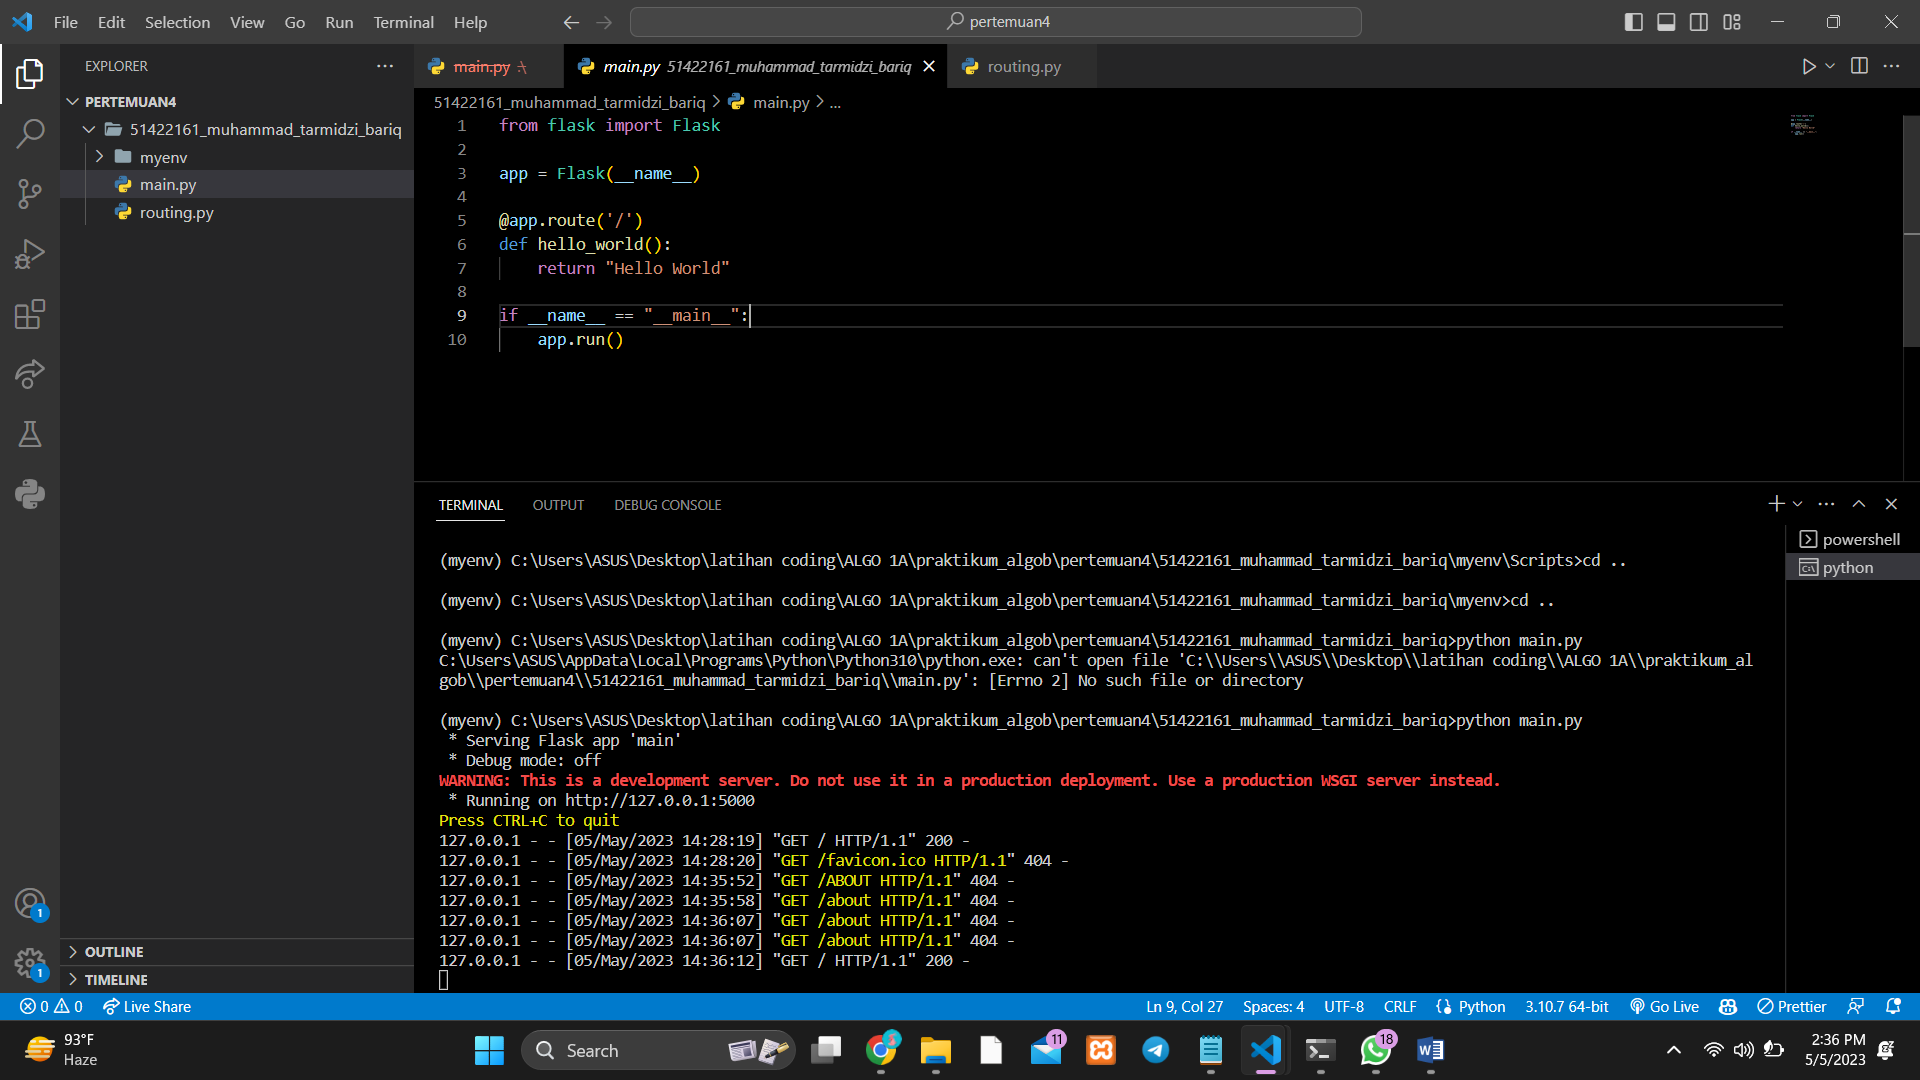 File Edit Selection View Go Run Terminal Help
pertemuan4
EXPLORER
PERTEMUAN4
51422161_muhammad_tarmidzi_bariq
myenv
main.py
routing.py
OUTLINE
TIMELINE
main.py .\
main.py 51422161_muhammad_tarmidzi_bariq
routing.py
51422161_muhammad_tarmidzi_bariq > main.py > ...
1 from flask import Flask
2
3 app = Flask(__name__)
4
5 @app.route('/')
6 def hello_world():
7     return "Hello World"
8
9 if __name__ == "__main__":
10     app.run()
TERMINAL OUTPUT DEBUG CONSOLE
powershell
python
(myenv) C:\Users\ASUS\Desktop\latihan coding\ALGO 1A\praktikum_algob\pertemuan4\51422161_muhammad_tarmidzi_bariq\myenv\Scripts>cd ..
(myenv) C:\Users\ASUS\Desktop\latihan coding\ALGO 1A\praktikum_algob\pertemuan4\51422161_muhammad_tarmidzi_bariq\myenv>cd ..
(myenv) C:\Users\ASUS\Desktop\latihan coding\ALGO 1A\praktikum_algob\pertemuan4\51422161_muhammad_tarmidzi_bariq>python main.py
C:\Users\ASUS\AppData\Local\Programs\Python\Python310\python.exe: can't open file 'C:\\Users\\ASUS\\Desktop\\latihan coding\\ALGO 1A\\praktikum_al
gob\\pertemuan4\\51422161_muhammad_tarmidzi_bariq\\main.py': [Errno 2] No such file or directory
(myenv) C:\Users\ASUS\Desktop\latihan coding\ALGO 1A\praktikum_algob\pertemuan4\51422161_muhammad_tarmidzi_bariq>python main.py
* Serving Flask app 'main'
* Debug mode: off
WARNING: This is a development server. Do not use it in a production deployment. Use a production WSGI server instead.
* Running on http://127.0.0.1:5000
Press CTRL+C to quit
127.0.0.1 - - [05/May/2023 14:28:19] "GET / HTTP/1.1" 200 -
127.0.0.1 - - [05/May/2023 14:28:20] "GET /favicon.ico HTTP/1.1" 404 -
127.0.0.1 - - [05/May/2023 14:35:52] "GET /ABOUT HTTP/1.1" 404 -
127.0.0.1 - - [05/May/2023 14:35:58] "GET /about HTTP/1.1" 404 -
127.0.0.1 - - [05/May/2023 14:36:07] "GET /about HTTP/1.1" 404 -
127.0.0.1 - - [05/May/2023 14:36:07] "GET /about HTTP/1.1" 404 -
127.0.0.1 - - [05/May/2023 14:36:12] "GET / HTTP/1.1" 200 -
1
1
0 0 Live Share
Ln 9, Col 27 Spaces: 4 UTF-8 CRLF Python 3.10.7 64-bit Go Live Prettier
93°F
Haze
Search
11
18
2:36 PM
5/5/2023